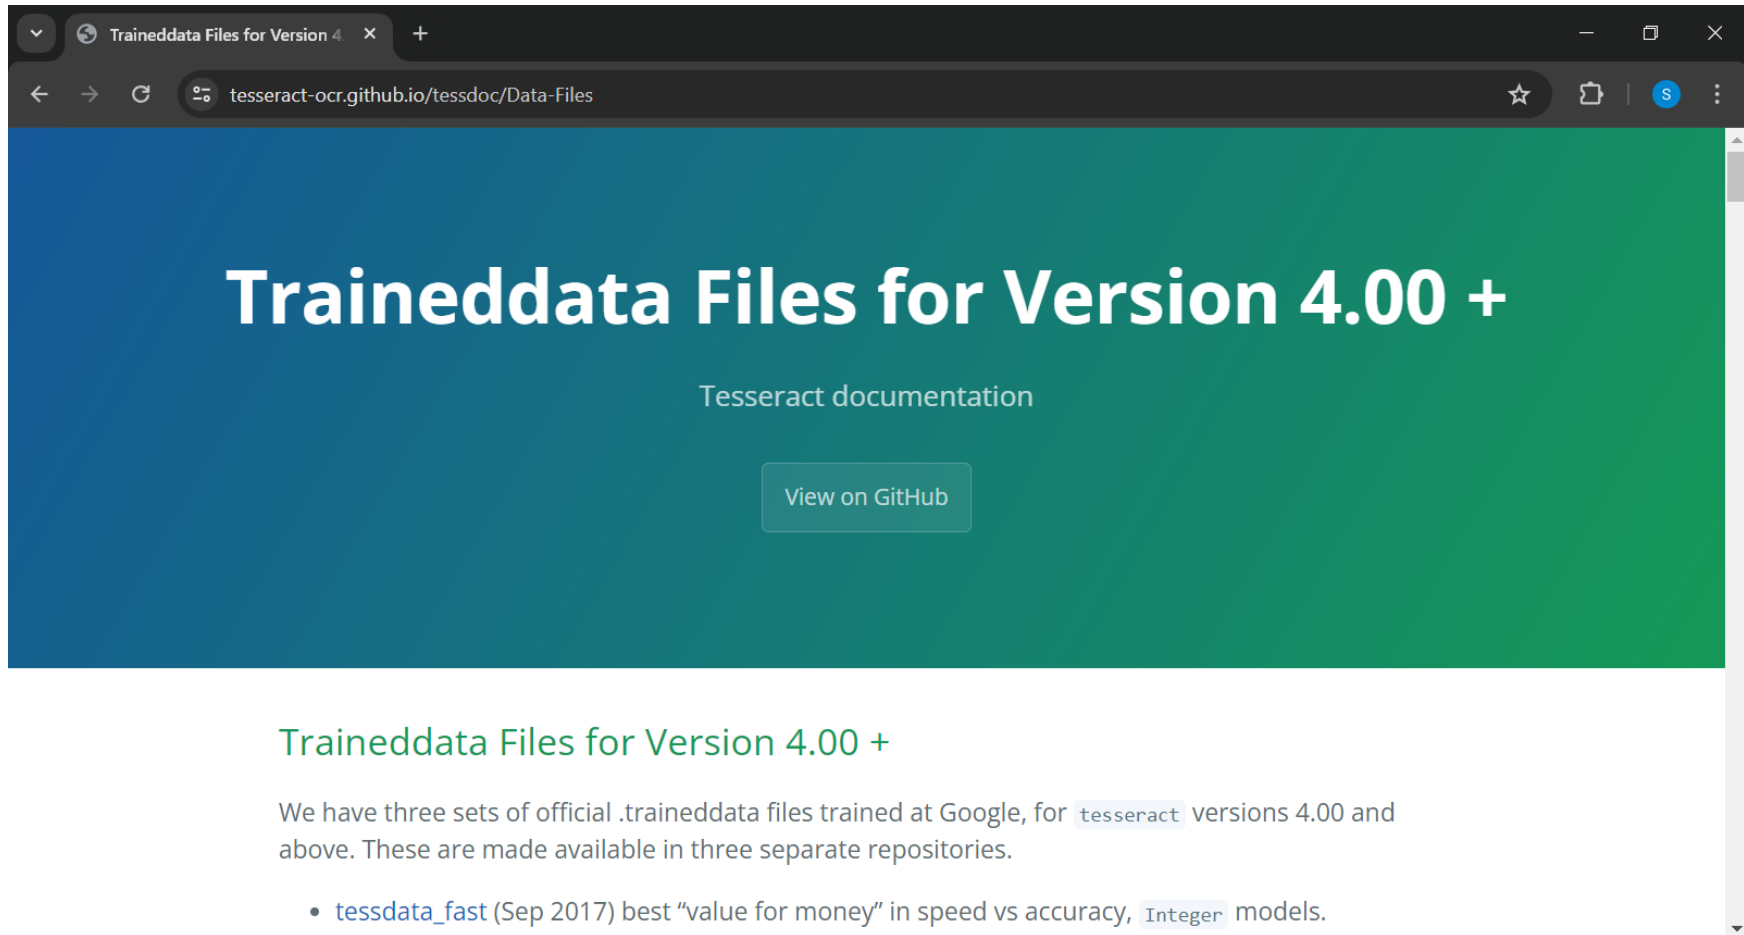 Traineddata Files for Version 4.
tesseract-ocr.github.io/tessdoc/Data-Files
S
Traineddata Files for Version 4.00 +
Tesseract documentation
View on GitHub
Traineddata Files for Version 4.00 +
We have three sets of official .traineddata files trained at Google, for tesseract versions 4.00 and
above. These are made available in three separate repositories.
• tessdata_fast (Sep 2017) best “value for money” in speed vs accuracy, Integer models.